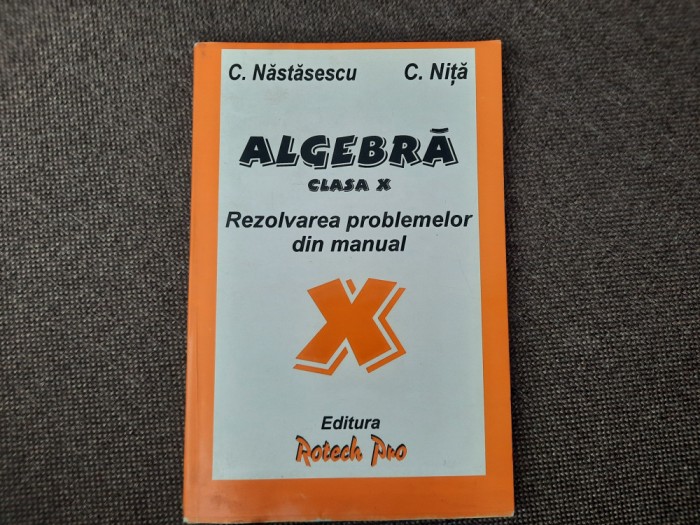 C. Năstăsescu C. Niță
ALGEBRĂ
CLASA X
Rezolvarea problemelor
din manual
X
Editura
Rotech Pro